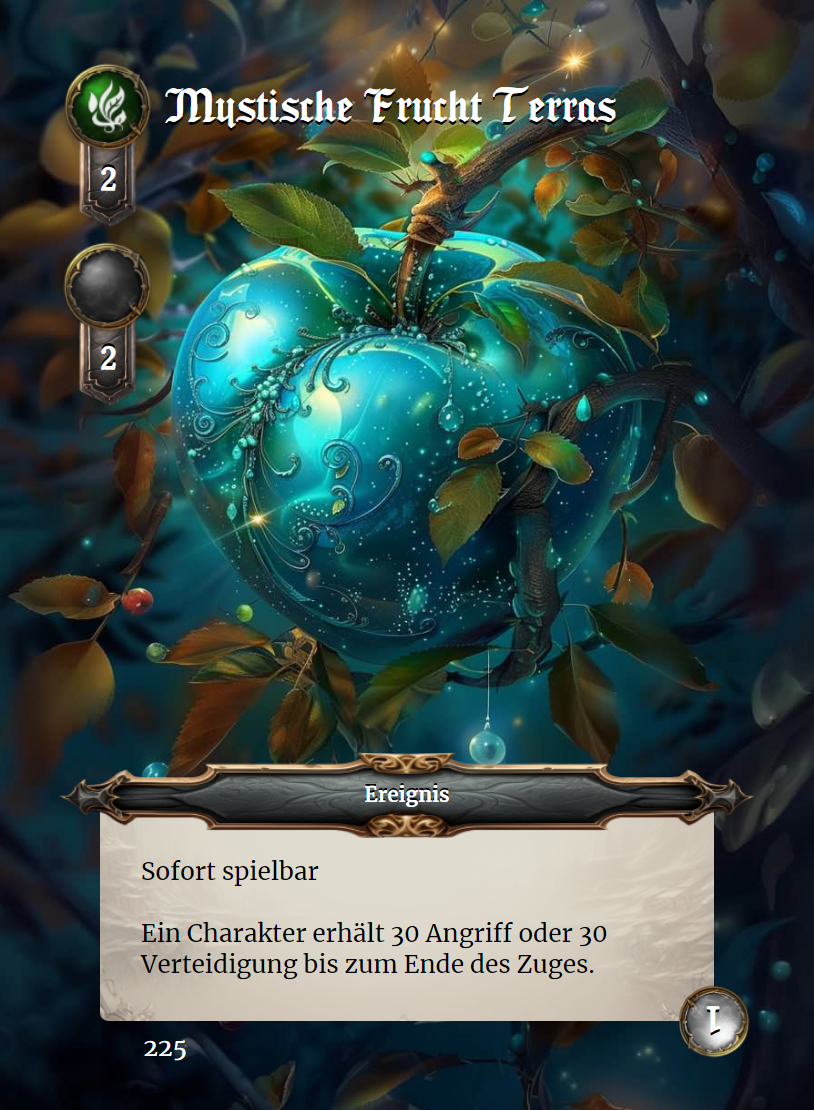 Mystische Frucht Terras
2
2
Ereignis
Sofort spielbar
Ein Charakter erhält 30 Angriff oder 30
Verteidigung bis zum Ende des Zuges.
1
225